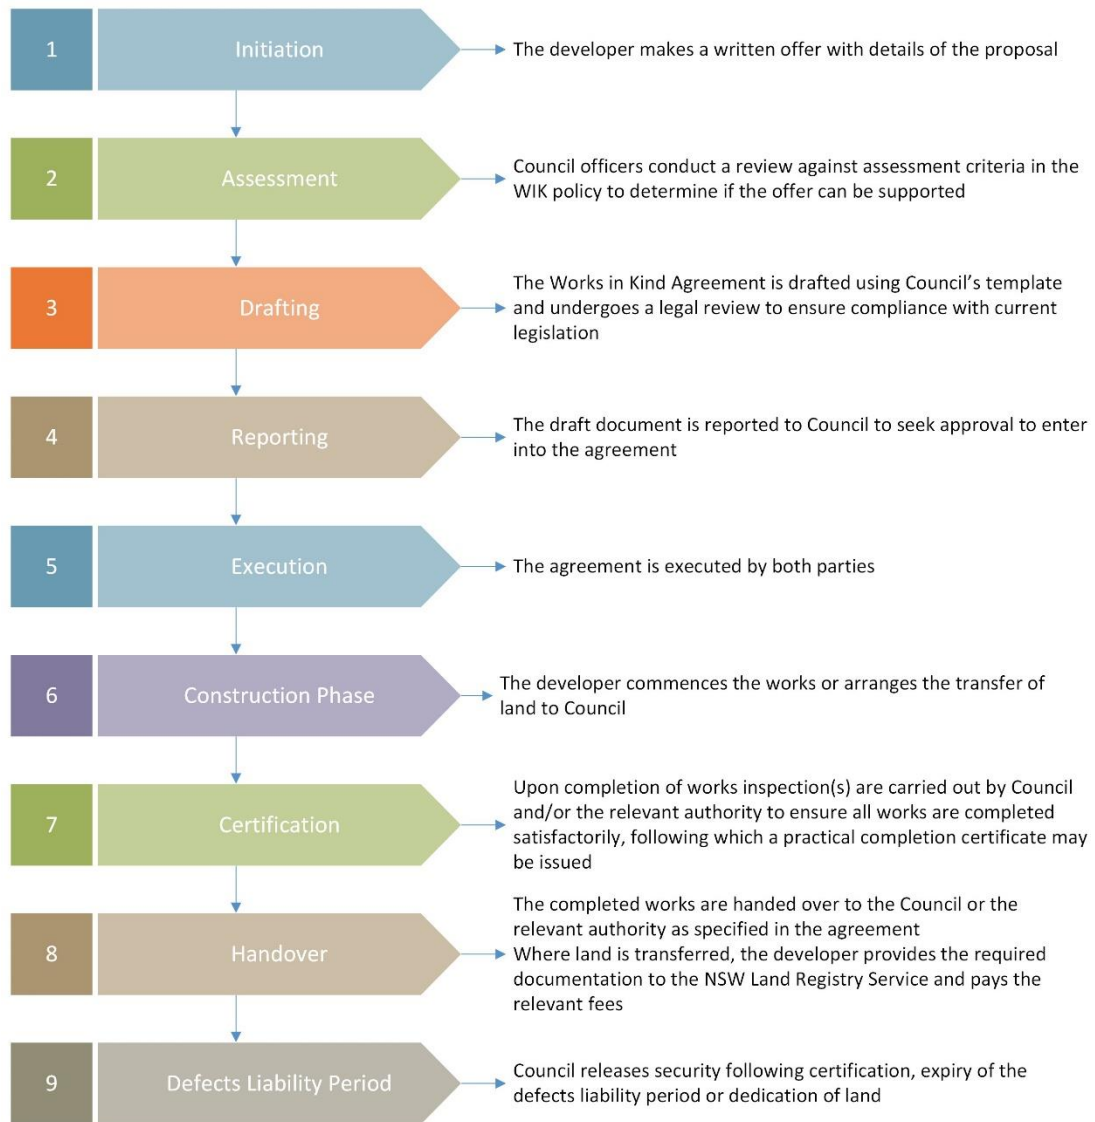 1
Initiation
The developer makes a written offer with details of the proposal
2
Assessment
Council officers conduct a review against assessment criteria in the
WIK policy to determine if the offer can be supported
3
Drafting
The Works in Kind Agreement is drafted using Council’s template
and undergoes a legal review to ensure compliance with current
legislation
4
Reporting
The draft document is reported to Council to seek approval to enter
into the agreement
5
Execution
The agreement is executed by both parties
6
Construction Phase
The developer commences the works or arranges the transfer of
land to Council
7
Certification
Upon completion of works inspection(s) are carried out by Council
and/or the relevant authority to ensure all works are completed
satisfactorily, following which a practical completion certificate may
be issued
8
Handover
The completed works are handed over to the Council or the
relevant authority as specified in the agreement
Where land is transferred, the developer provides the required
documentation to the NSW Land Registry Service and pays the
relevant fees
9
Defects Liability Period
Council releases security following certification, expiry of the
defects liability period or dedication of land